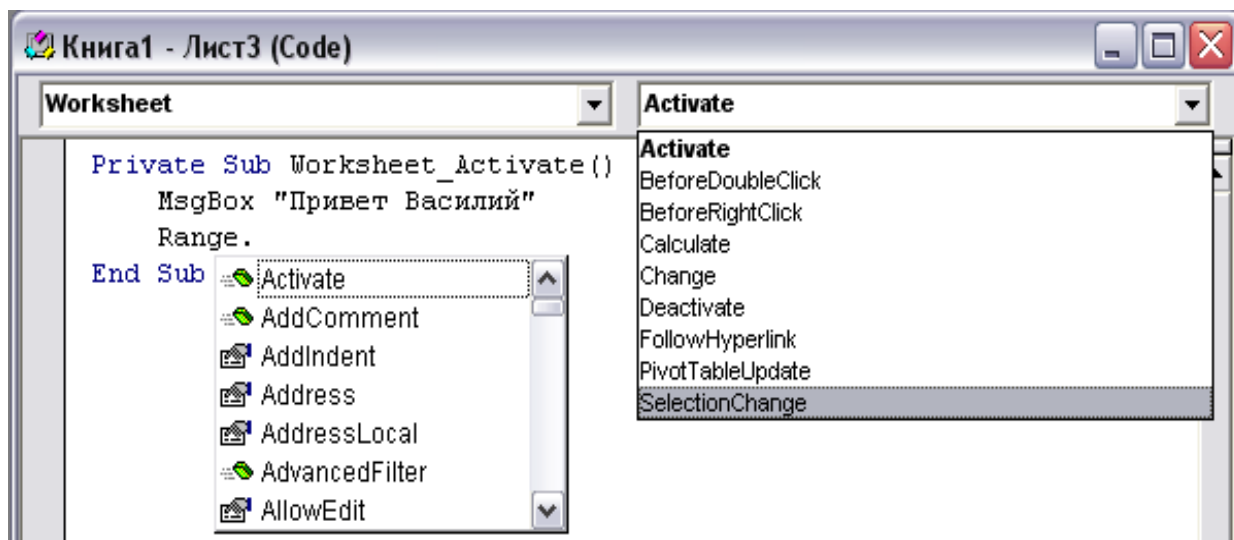 Книга1 - Лист3 (Code)
Worksheet
Activate
Private Sub Worksheet_Activate()
MsgBox "Привет Василий"
Range.
End Sub
Activate
AddComment
AddIndent
Address
AddressLocal
AdvancedFilter
AllowEdit
Activate
BeforeDoubleClick
BeforeRightClick
Calculate
Change
Deactivate
FollowHyperlink
PivotTableUpdate
SelectionChange